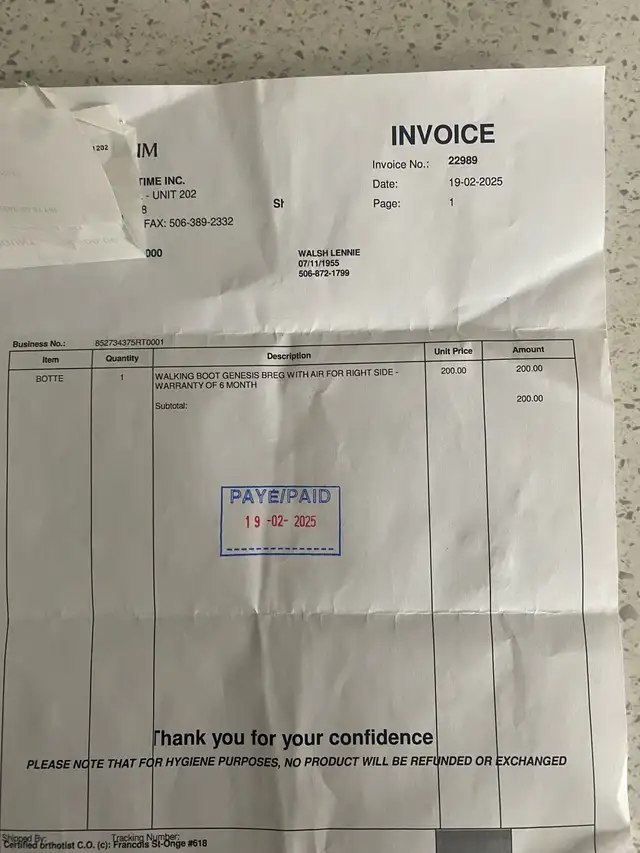 1202
IM
INVOICE
Invoice No.: 22989
TIME INC.
Date: 19-02-2025
- UNIT 202
8
Page: 1
FAX: 506-389-2332
000
WALSH LENNIE
07/11/1955
506-872-1799
Business No.: 852734375RT0001
Item Quantity Description Unit Price Amount
BOTTE 1 WALKING BOOT GENESIS BREG WITH AIR FOR RIGHT SIDE - 200.00 200.00
WARRANTY OF 6 MONTH
Subtotal: 200.00
PAYÉ/PAID
19 -02- 2025
Thank you for your confidence
PLEASE NOTE THAT FOR HYGIENE PURPOSES, NO PRODUCT WILL BE REFUNDED OR EXCHANGED
Shipped By: Tracking Number:
Certified orthotist C.O. (c): Francois St-Onge #618